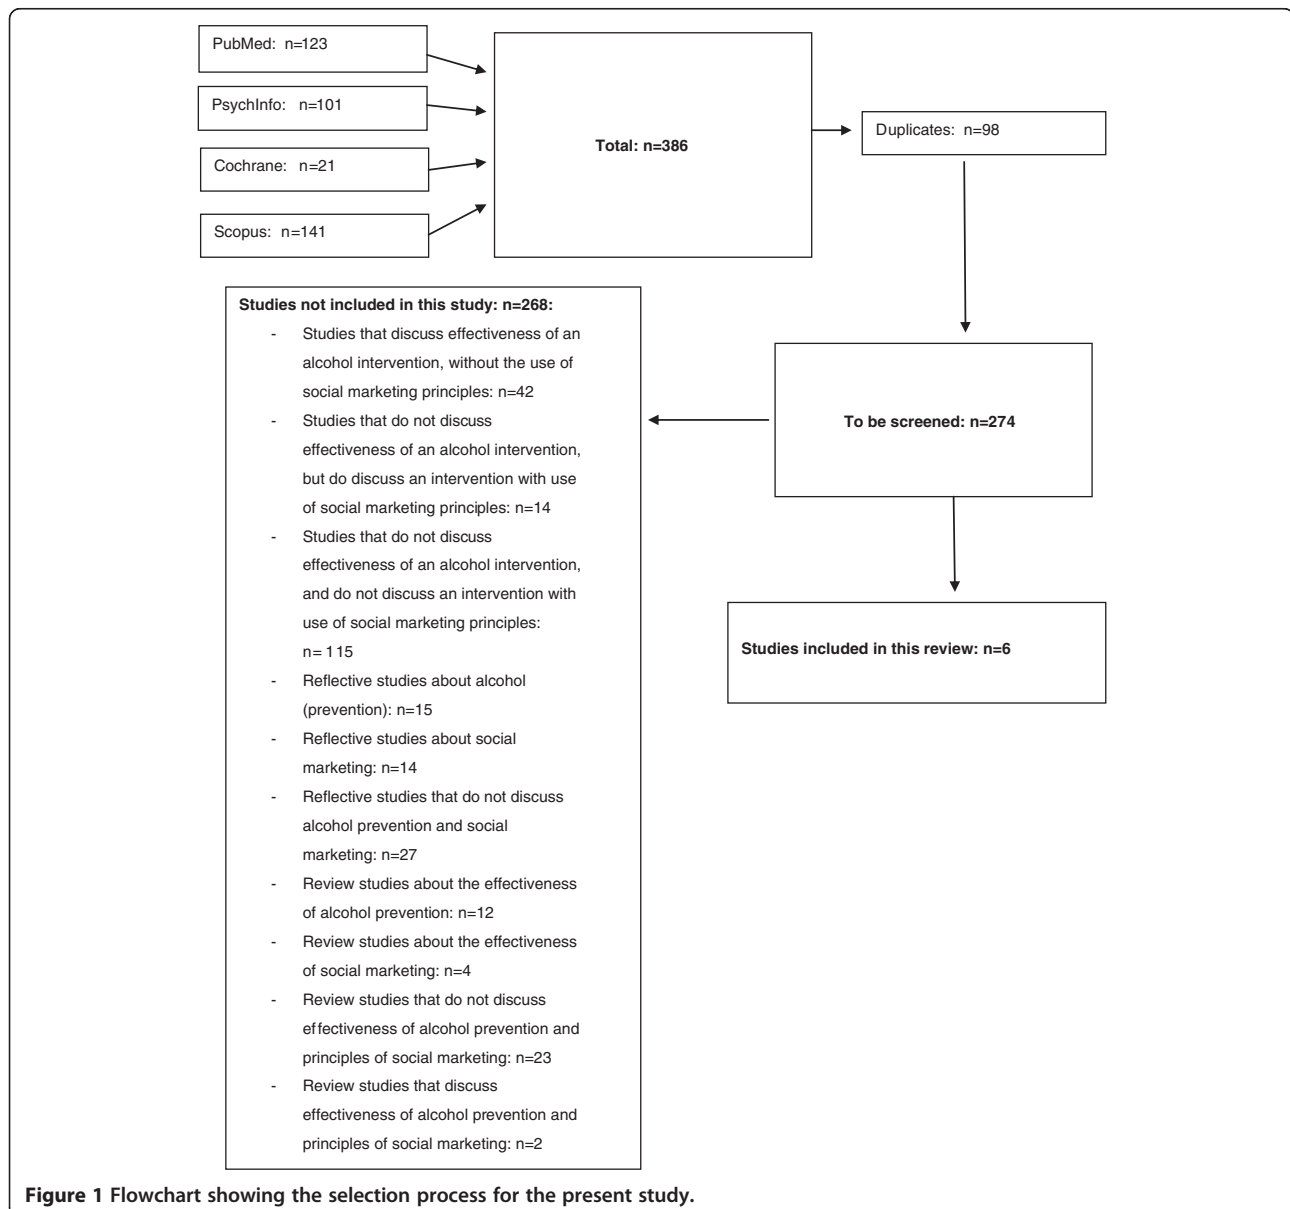 PubMed: n=123
PsychInfo: n=101
Cochrane: n=21
Scopus: n=141
Total: n=386
Duplicates: n=98
To be screened: n=274
Studies included in this review: n=6
Studies not included in this study: n=268:
- Studies that discuss effectiveness of an
alcohol intervention, without the use of
social marketing principles: n=42
- Studies that do not discuss
effectiveness of an alcohol intervention,
but do discuss an intervention with use
of social marketing principles: n=14
- Studies that do not discuss
effectiveness of an alcohol intervention,
and do not discuss an intervention with
use of social marketing principles:
n= 115
- Reflective studies about alcohol
(prevention): n=15
- Reflective studies about social
marketing: n=14
- Reflective studies that do not discuss
alcohol prevention and social
marketing: n=27
- Review studies about the effectiveness
of alcohol prevention: n=12
- Review studies about the effectiveness
of social marketing: n=4
- Review studies that do not discuss
effectiveness of alcohol prevention and
principles of social marketing: n=23
- Review studies that discuss
effectiveness of alcohol prevention and
principles of social marketing: n=2
Figure 1 Flowchart showing the selection process for the present study.